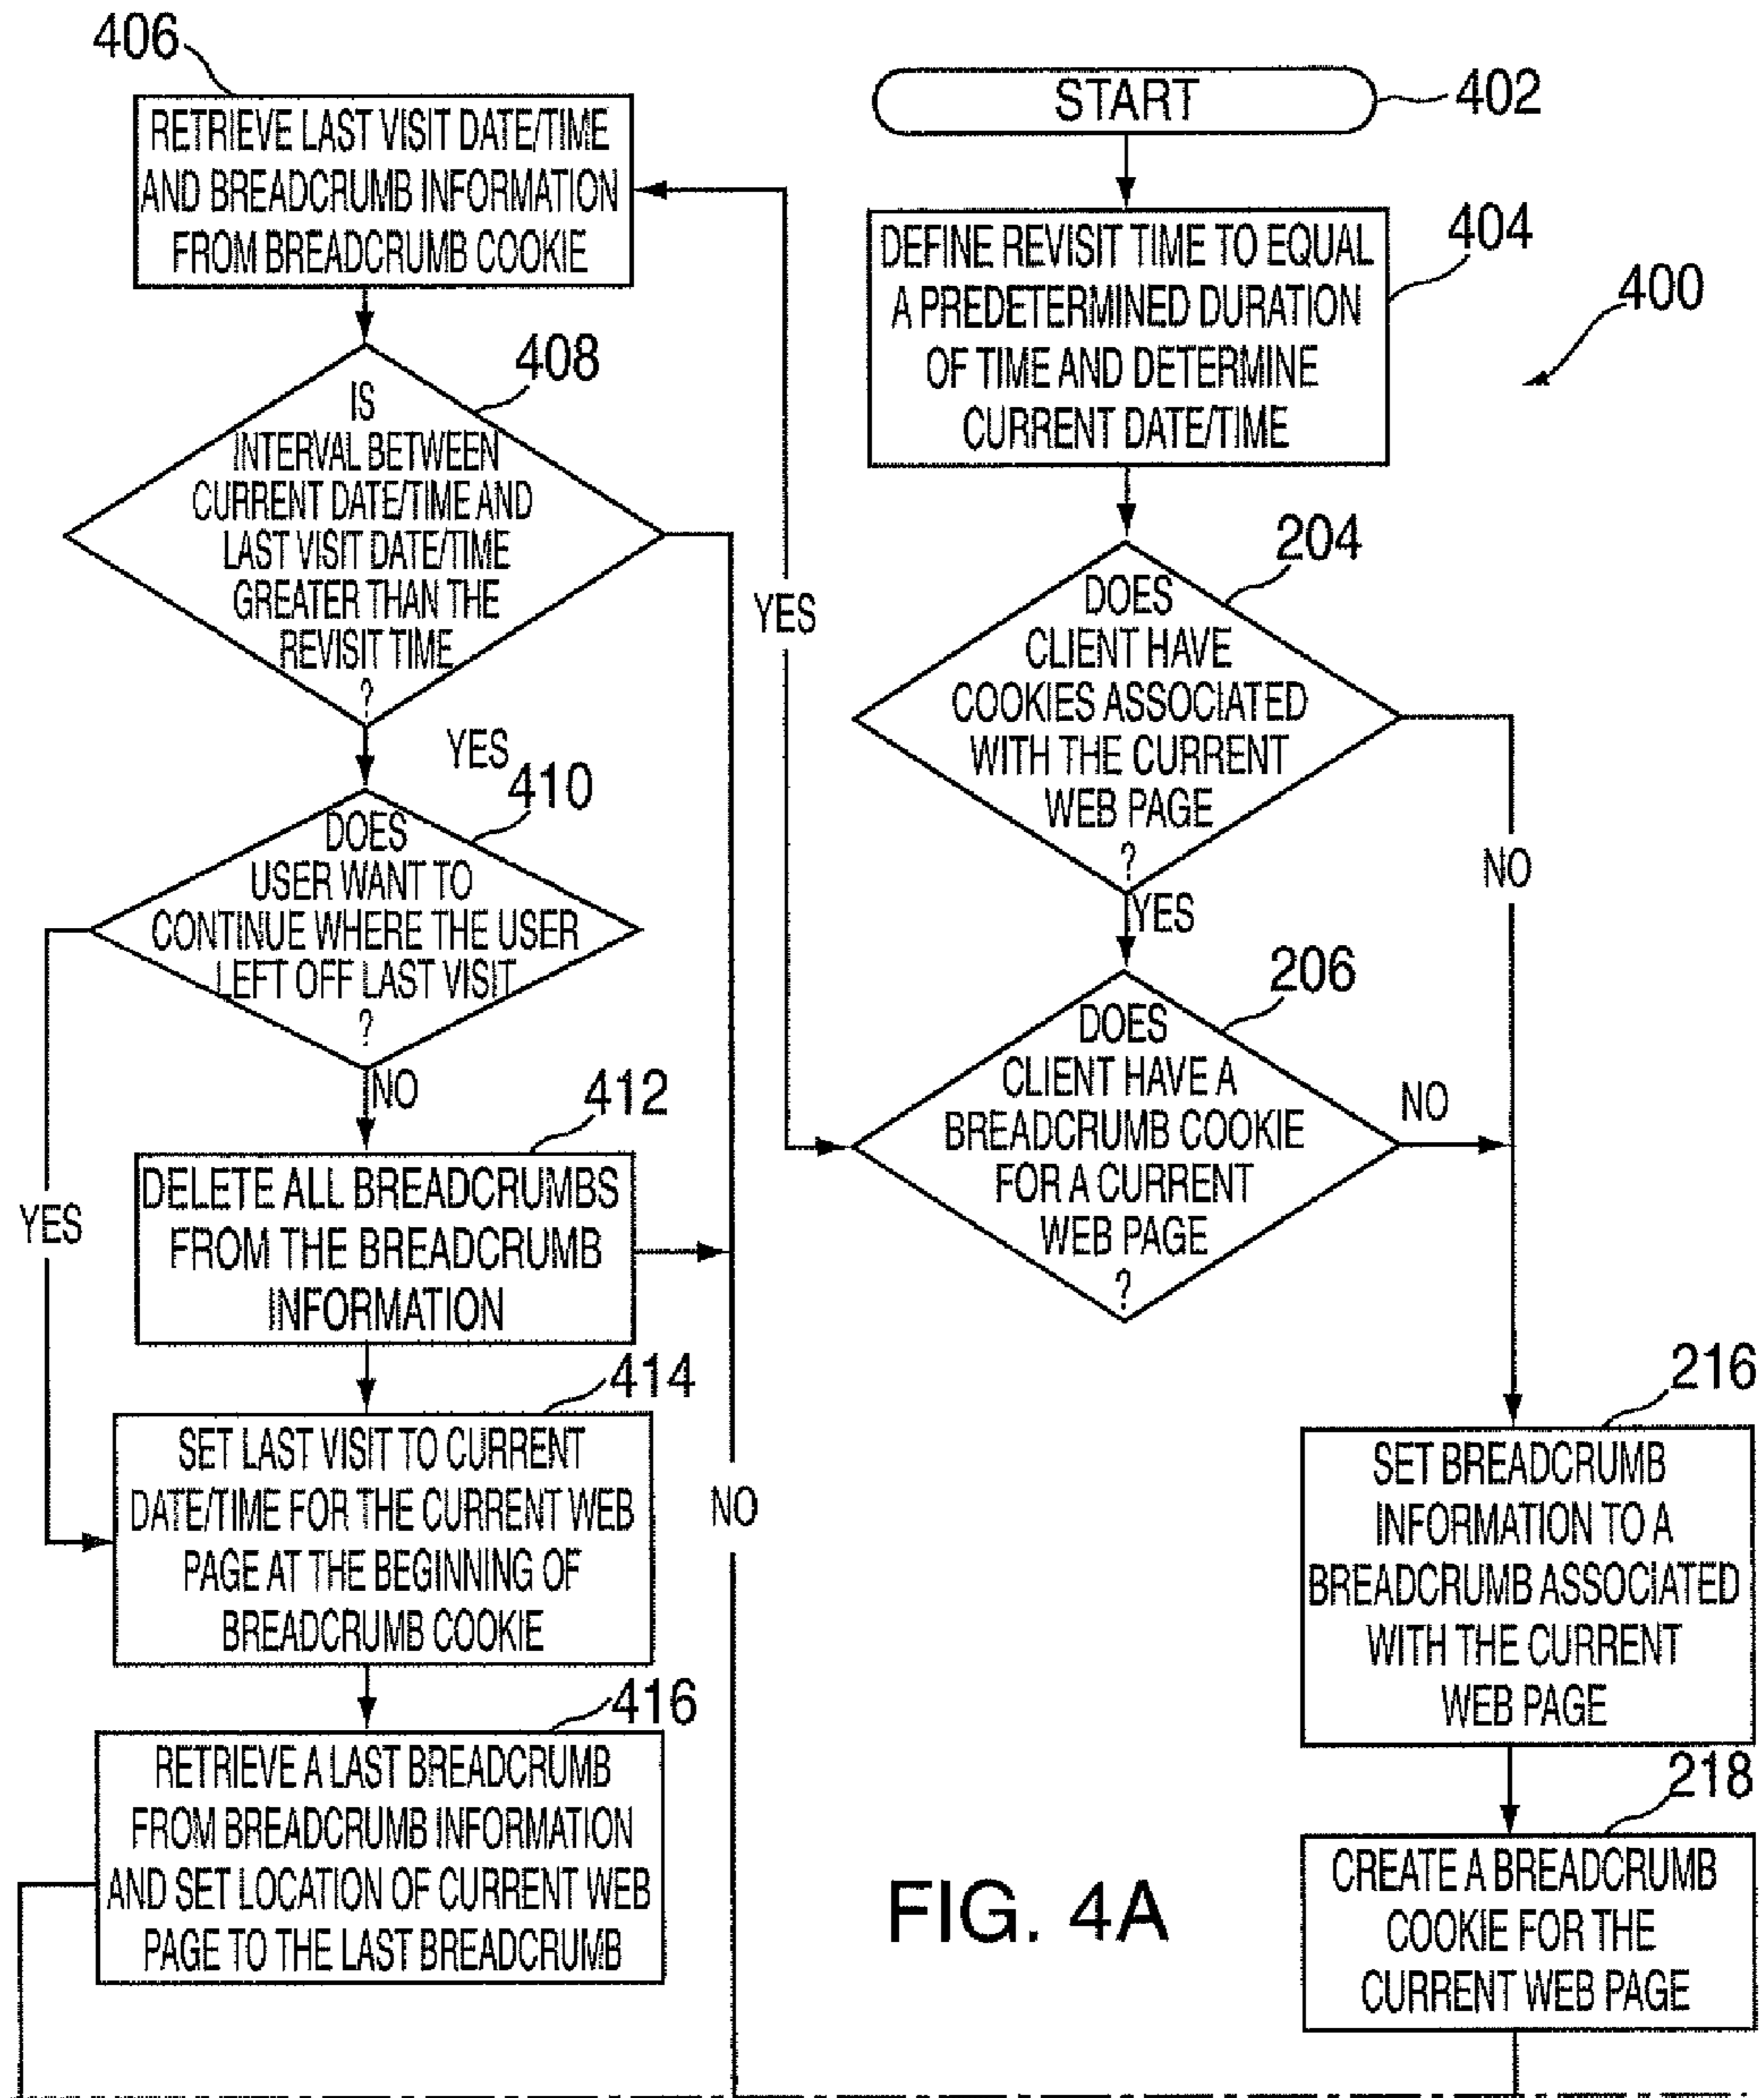 406
RETRIEVE LAST VISIT DATE/TIME
AND BREADCRUMB INFORMATION
FROM BREADCRUMB COOKIE
408
IS
INTERVAL BETWEEN
CURRENT DATE/TIME AND
LAST VISIT DATE/TIME
GREATER THAN THE
REVISIT TIME
?
YES
410
DOES
USER WANT TO
CONTINUE WHERE THE USER
LEFT OFF LAST VISIT
?
NO
YES
412
DELETE ALL BREADCRUMBS
FROM THE BREADCRUMB
INFORMATION
414
SET LAST VISIT TO CURRENT
DATE/TIME FOR THE CURRENT WEB
PAGE AT THE BEGINNING OF
BREADCRUMB COOKIE
416
RETRIEVE A LAST BREADCRUMB
FROM BREADCRUMB INFORMATION
AND SET LOCATION OF CURRENT WEB
PAGE TO THE LAST BREADCRUMB
NO
YES
START
402
DEFINE REVISIT TIME TO EQUAL
A PREDETERMINED DURATION
OF TIME AND DETERMINE
CURRENT DATE/TIME
404
400
204
DOES
CLIENT HAVE
COOKIES ASSOCIATED
WITH THE CURRENT
WEB PAGE
?
YES
NO
206
DOES
CLIENT HAVE A
BREADCRUMB COOKIE
FOR A CURRENT
WEB PAGE
?
NO
216
SET BREADCRUMB
INFORMATION TO A
BREADCRUMB ASSOCIATED
WITH THE CURRENT
WEB PAGE
218
CREATE A BREADCRUMB
COOKIE FOR THE
CURRENT WEB PAGE
FIG. 4A